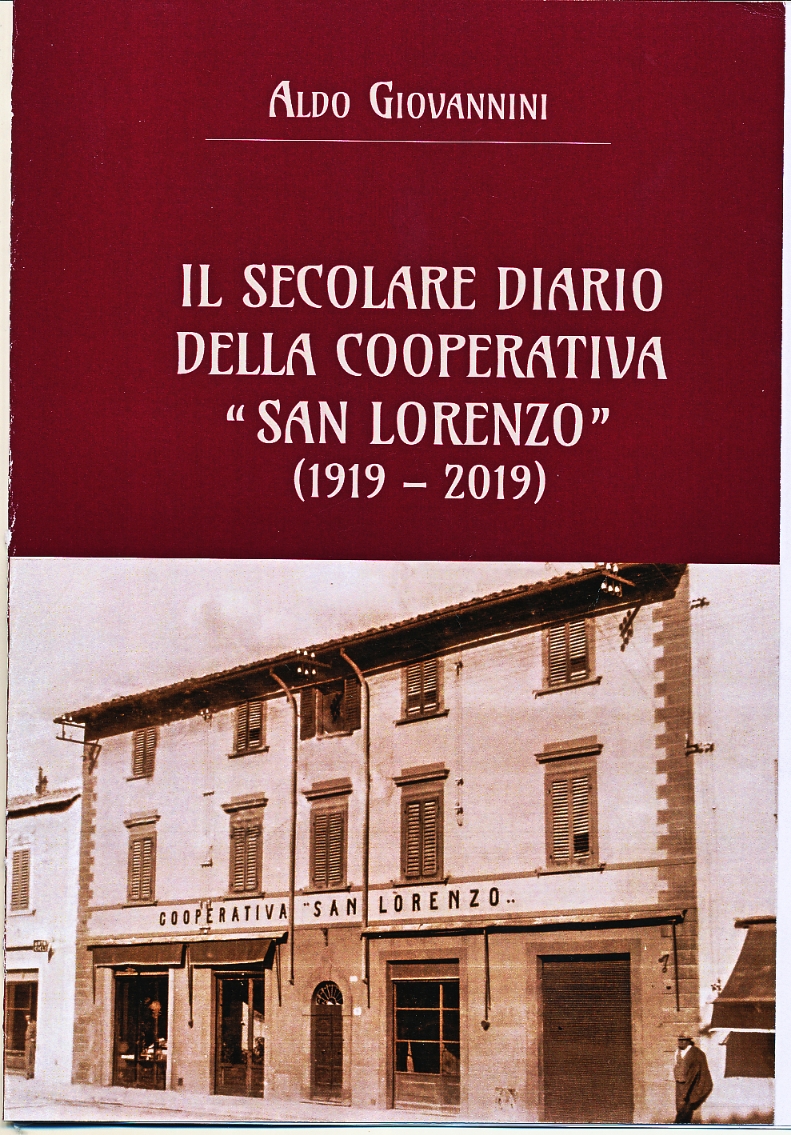 ALDO GIOVANNINI
IL SECOLARE DIARIO
DELLA COOPERATIVA
“SAN LORENZO”
(1919 – 2019)
COOPERATIVA "SAN LORENZO"